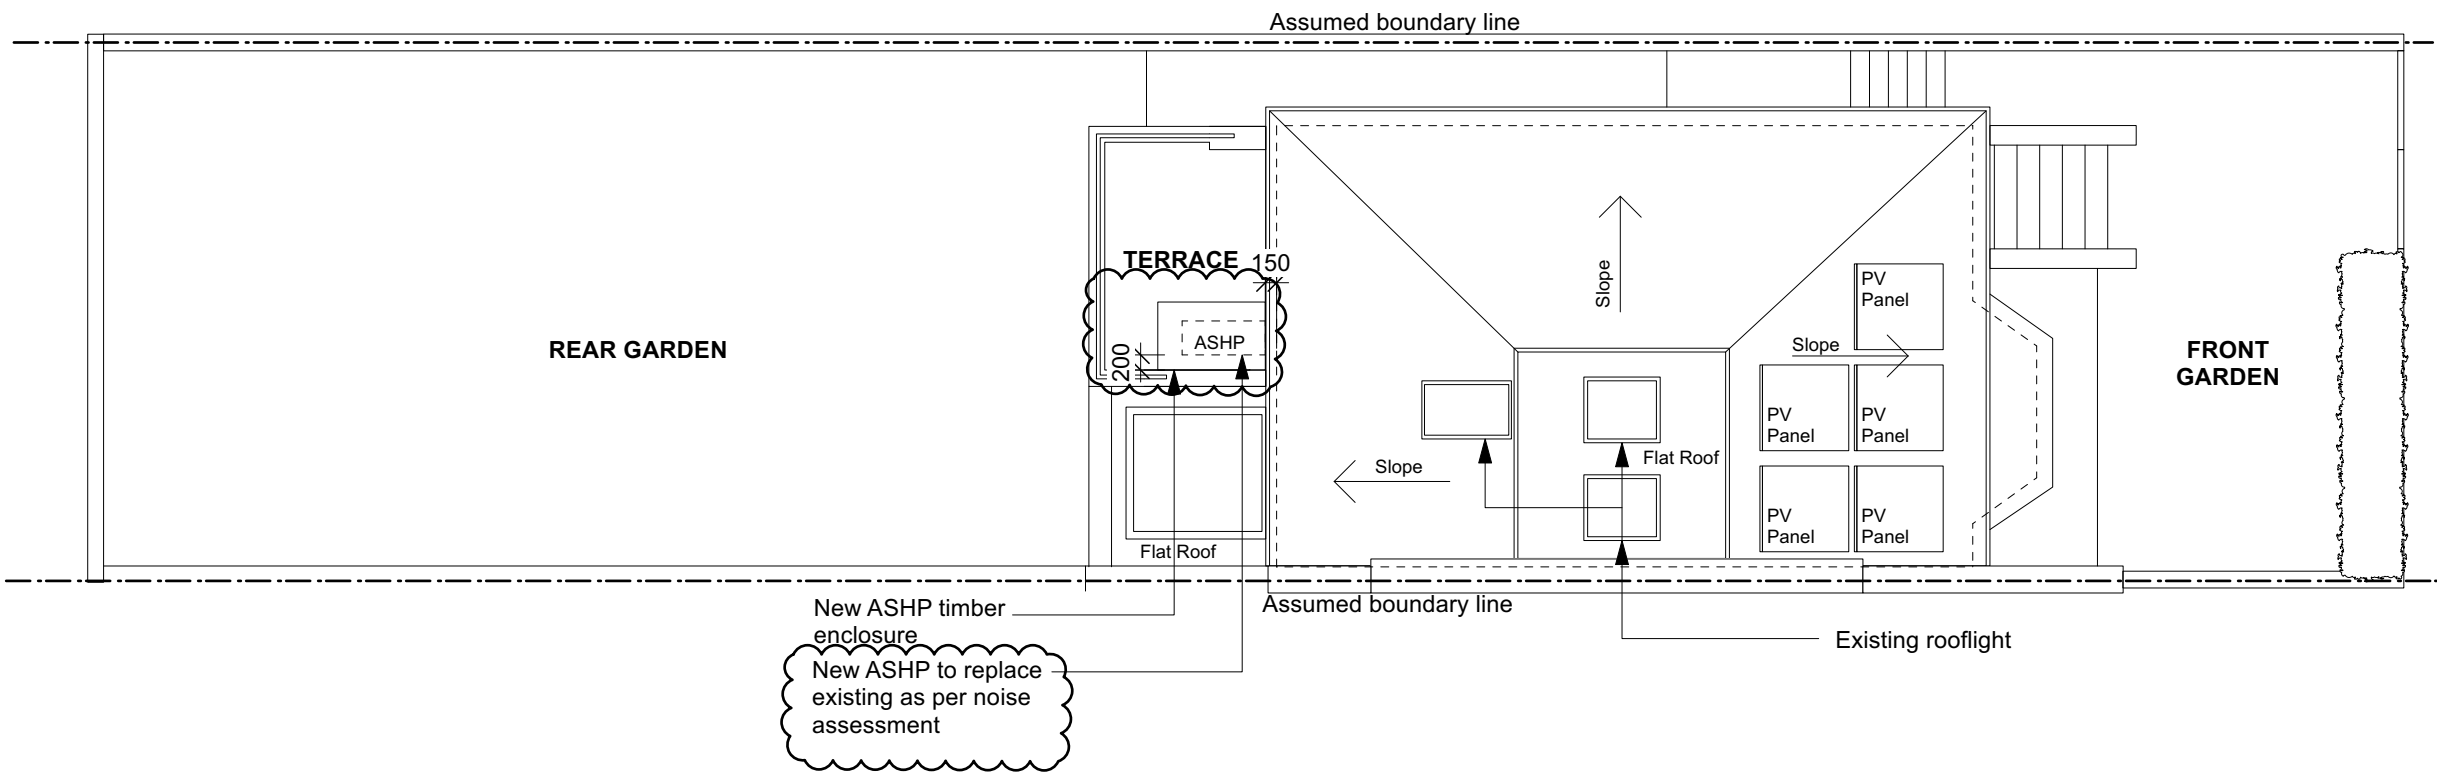 Assumed boundary line
TERRACE
150
Slope
PV
Panel
ASHP
200
REAR GARDEN
Slope
FRONT
GARDEN
PV
Panel
PV
Panel
Flat Roof
Slope
PV
Panel
PV
Panel
Flat Roof
New ASHP timber
enclosure
Assumed boundary line
Existing rooflight
New ASHP to replace
existing as per noise
assessment